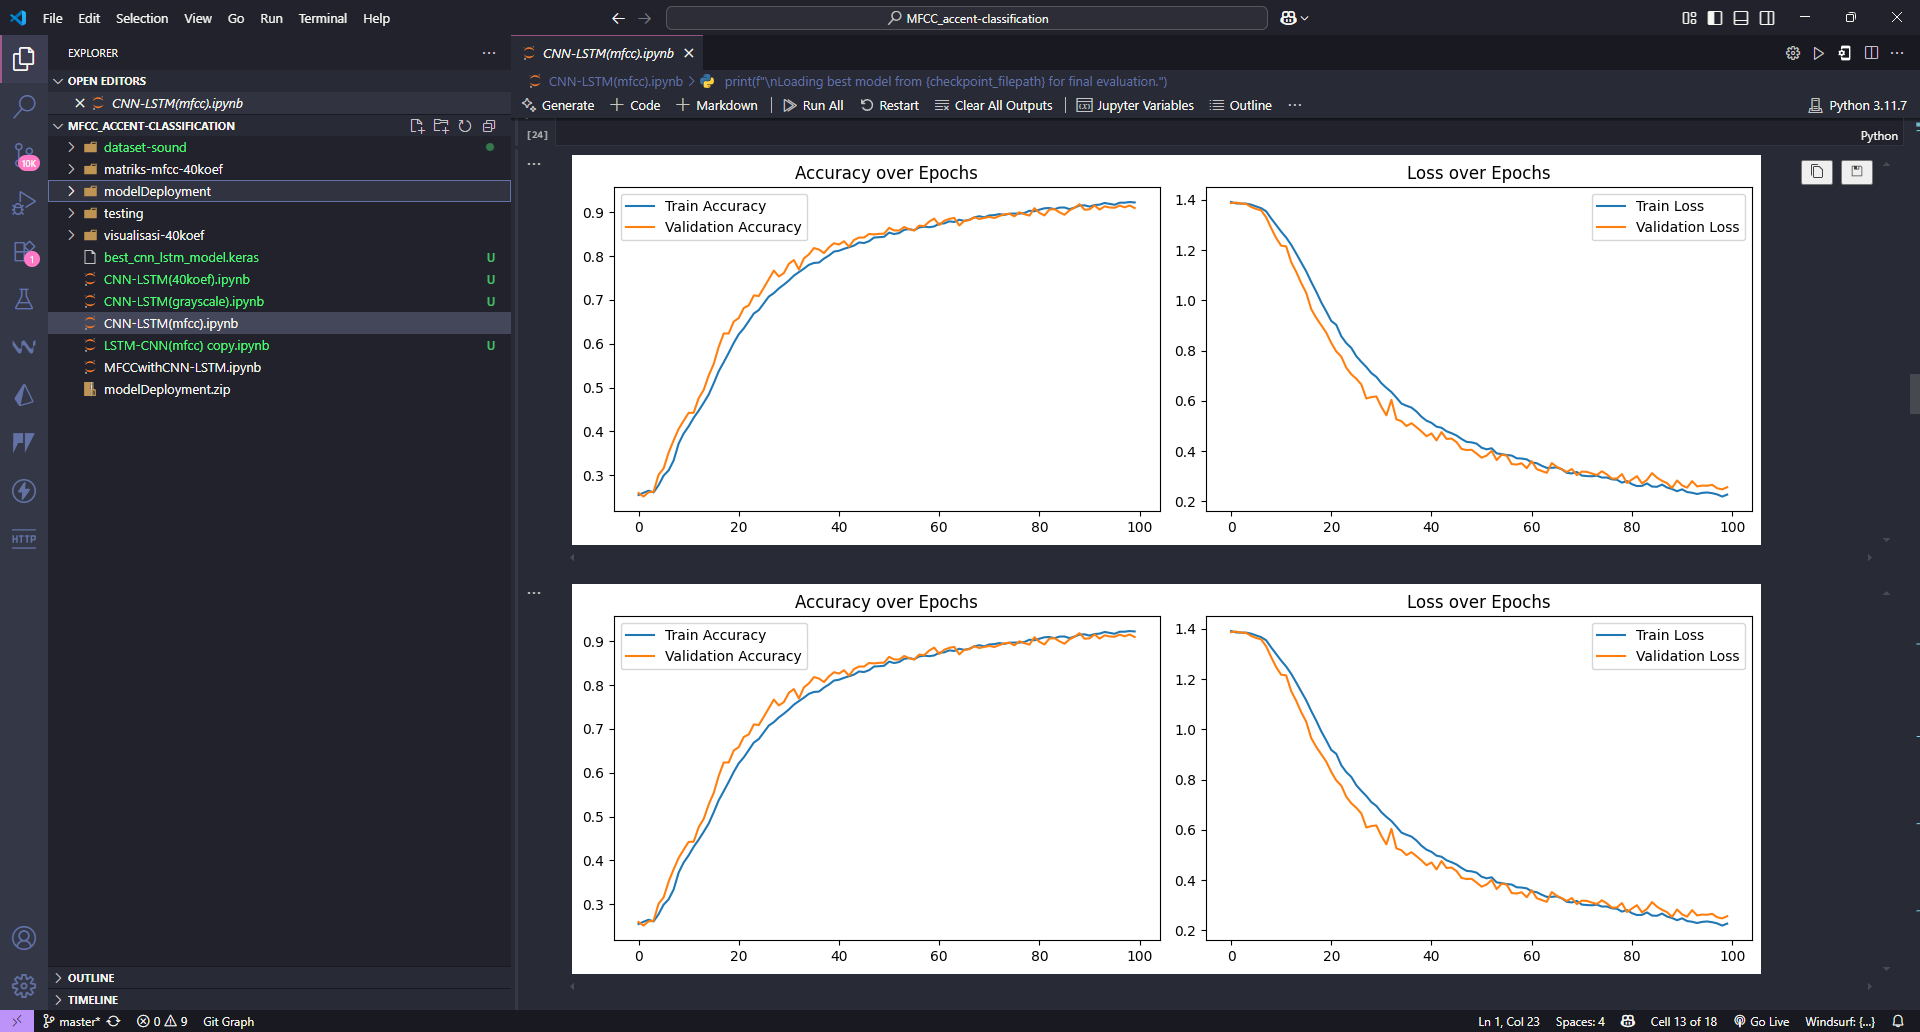 File Edit Selection View Go Run Terminal Help
MFCC_accent-classification
EXPLORER
OPEN EDITORS
CNN-LSTM(mfcc).ipynb
MFCC_ACCENT-CLASSIFICATION
dataset-sound
matriks-mfcc-40koef
modelDeployment
testing
visualisasi-40koef
best_cnn_lstm_model.keras U
CNN-LSTM(40koef).ipynb U
CNN-LSTM(grayscale).ipynb U
CNN-LSTM(mfcc).ipynb
LSTM-CNN(mfcc) copy.ipynb U
MFCCwithCNN-LSTM.ipynb
modelDeployment.zip
OUTLINE
TIMELINE
10K
1
HTTP
CNN-LSTM(mfcc).ipynb
CNN-LSTM(mfcc).ipynb > print(f"\nLoading best model from {checkpoint_filepath} for final evaluation.")
Generate + Code + Markdown Run All Restart Clear All Outputs Jupyter Variables Outline ... Python 3.11.7
[24]
Python
Accuracy over Epochs
Train Accuracy
Validation Accuracy
0.9
0.8
0.7
0.6
0.5
0.4
0.3
0 20 40 60 80 100
Loss over Epochs
Train Loss
Validation Loss
1.4
1.2
1.0
0.8
0.6
0.4
0.2
0 20 40 60 80 100
Accuracy over Epochs
Train Accuracy
Validation Accuracy
0.9
0.8
0.7
0.6
0.5
0.4
0.3
0 20 40 60 80 100
Loss over Epochs
Train Loss
Validation Loss
1.4
1.2
1.0
0.8
0.6
0.4
0.2
0 20 40 60 80 100
master* 0 9 Git Graph
Ln 1, Col 23 Spaces: 4 Cell 13 of 18 Go Live Windsurf: {...}